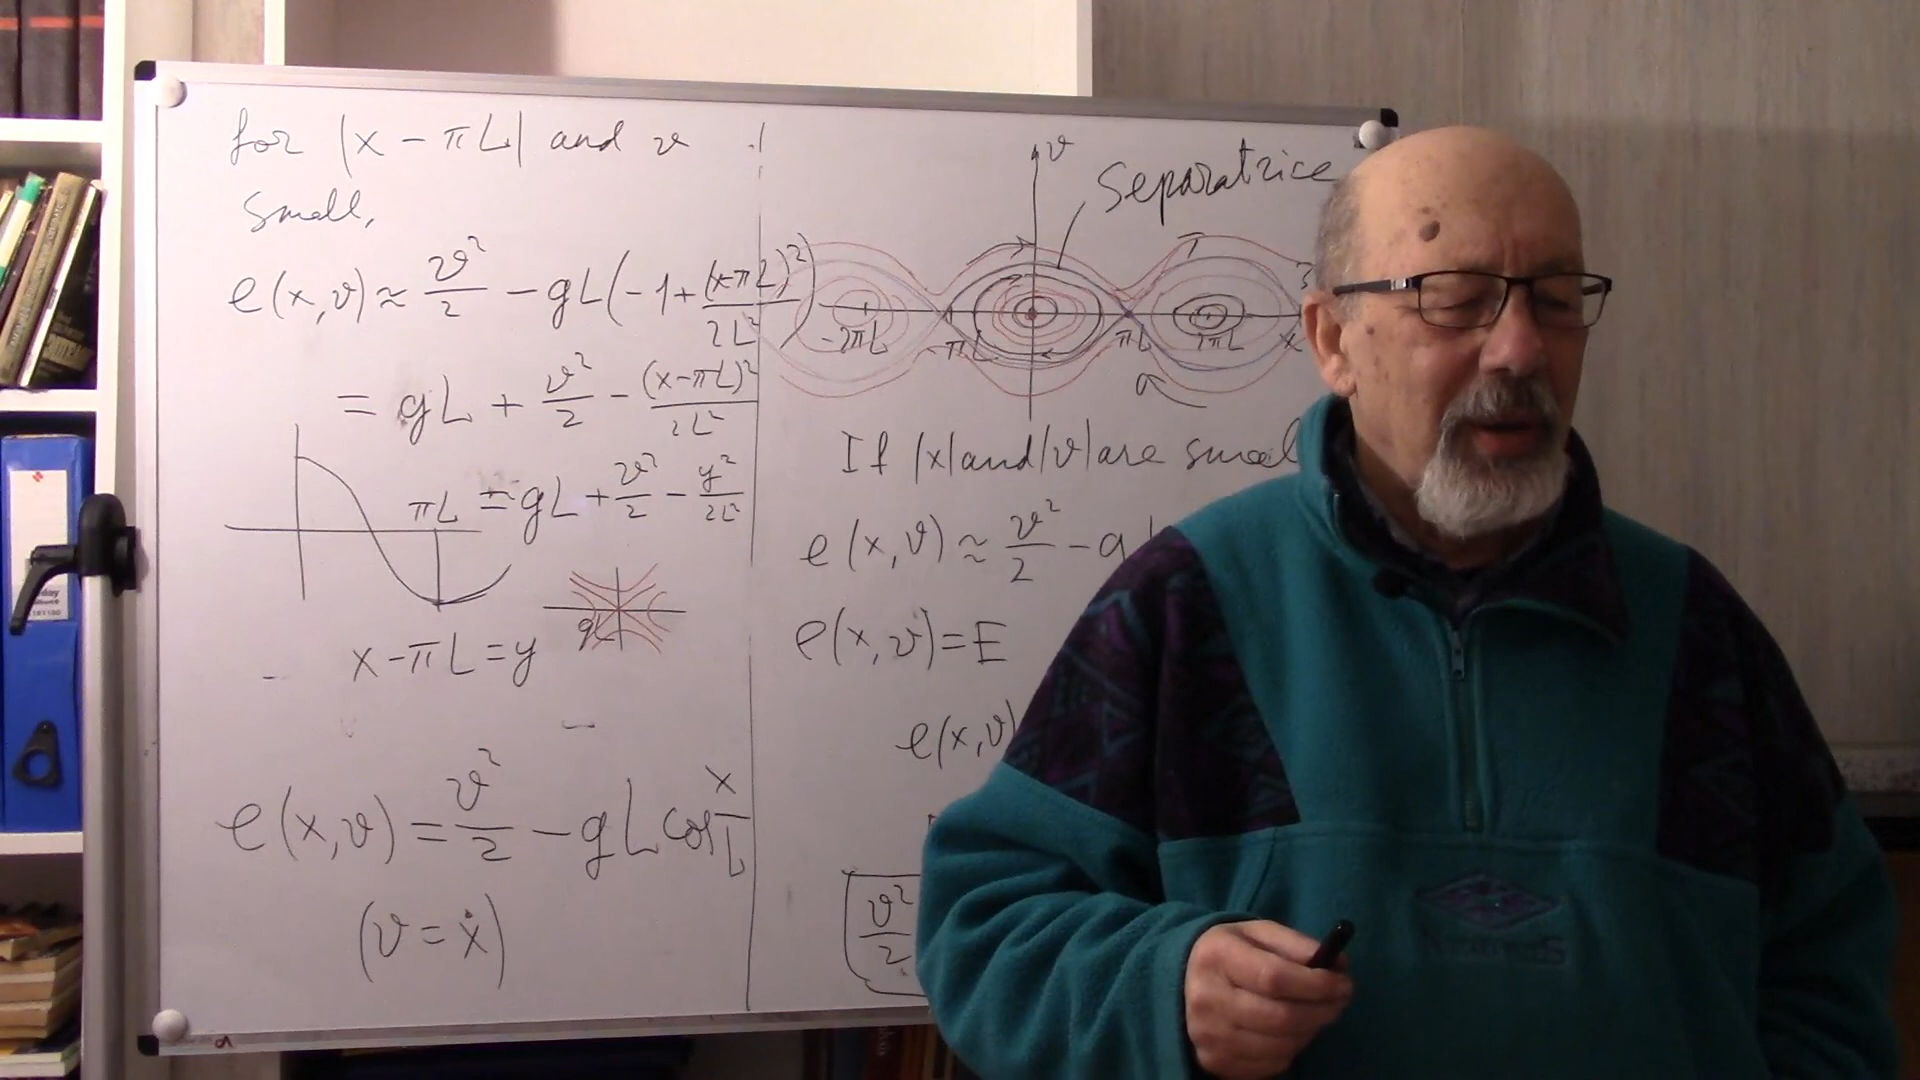 for |x - πL| and v
small,
e(x,v) ≈ v²/2 - gL(-1 + (x-πL)²/2L²)
= gL + v²/2 - (x-πL)²/2L²
πL = gL + v²/2 - y²/2L²
gL
x - πL = y
e(x,v) = v²/2 - gL cos x/L
(v = ẋ)
v
Separatrice
-2πL -πL πL 2πL x
If |x| and |v| are small
e(x,v) ≈ v²/2 - g
e(x,v) = E
e(x,v)
v²/2